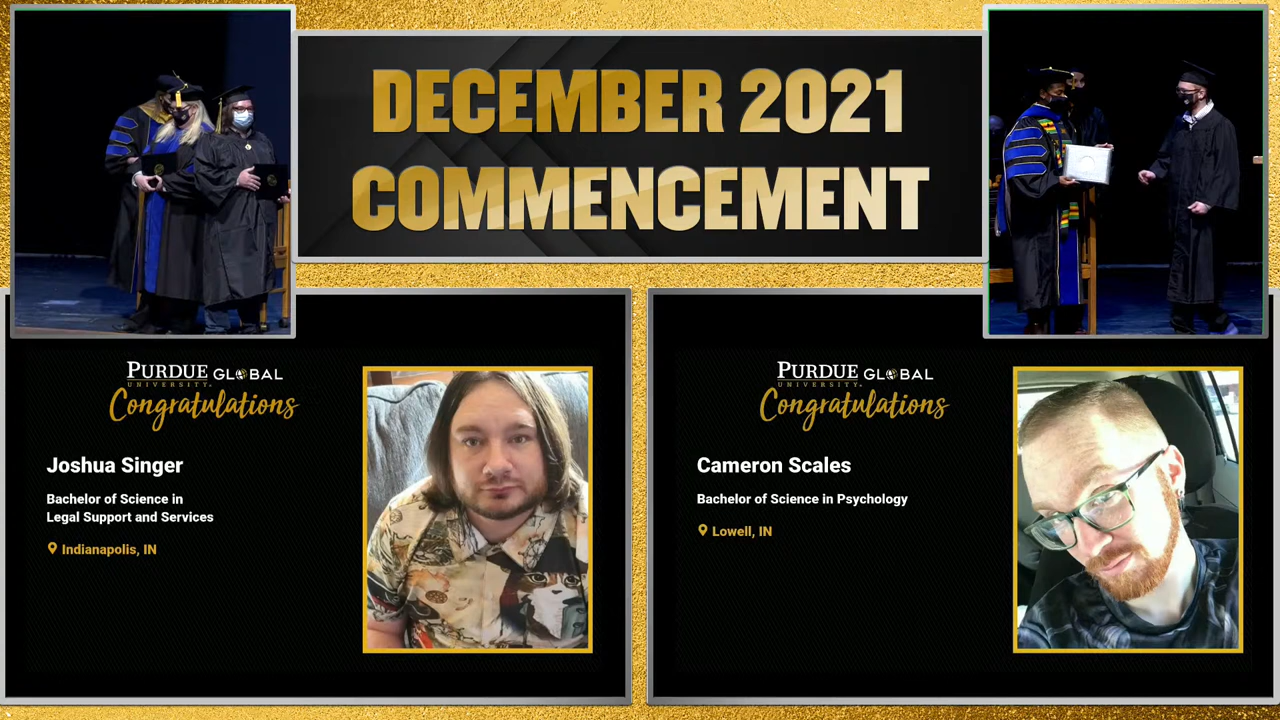 DECEMBER 2021
COMMENCEMENT
PURDUE GLOBAL
UNIVERSITY®
Congratulations
Joshua Singer
Bachelor of Science in
Legal Support and Services
Indianapolis, IN
PURDUE GLOBAL
UNIVERSITY®
Congratulations
Cameron Scales
Bachelor of Science in Psychology
Lowell, IN